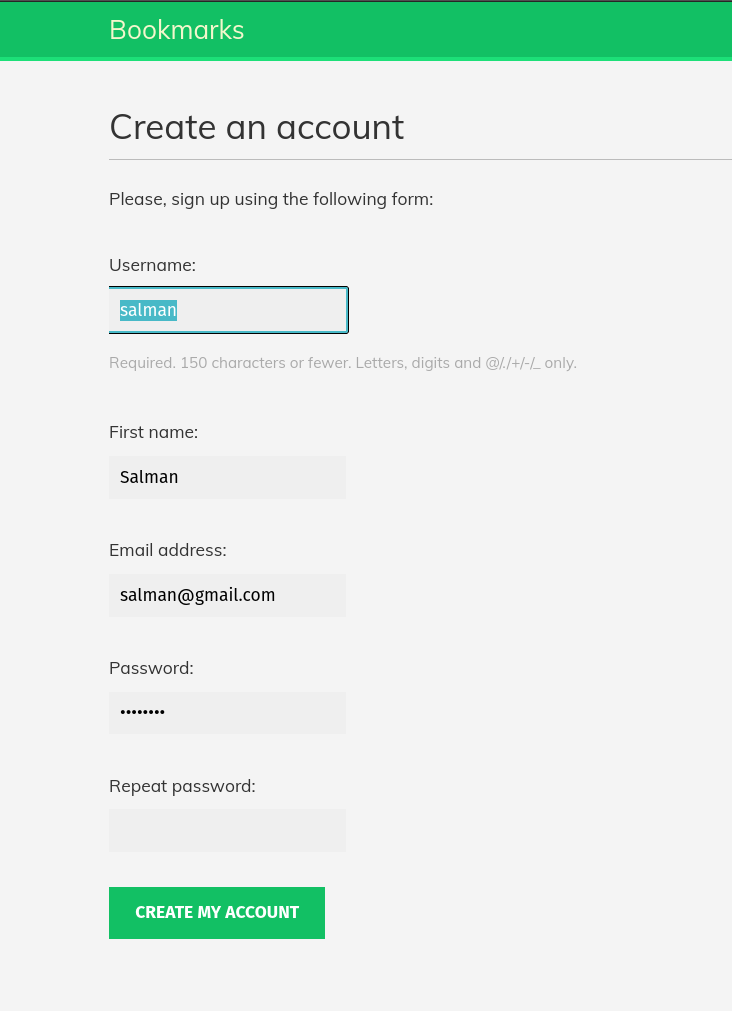 Bookmarks
Create an account
Please, sign up using the following form:
Username:
salman
Required. 150 characters or fewer. Letters, digits and @/./+/-/_ only.
First name:
Salman
Email address:
salman@gmail.com
Password:
••••••••
Repeat password:
CREATE MY ACCOUNT